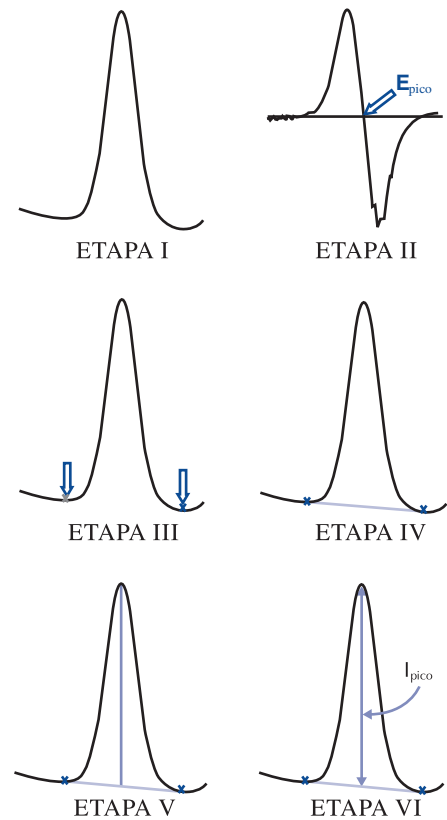 E pico
ETAPA I
ETAPA II
ETAPA III
ETAPA IV
I pico
ETAPA V
ETAPA VI